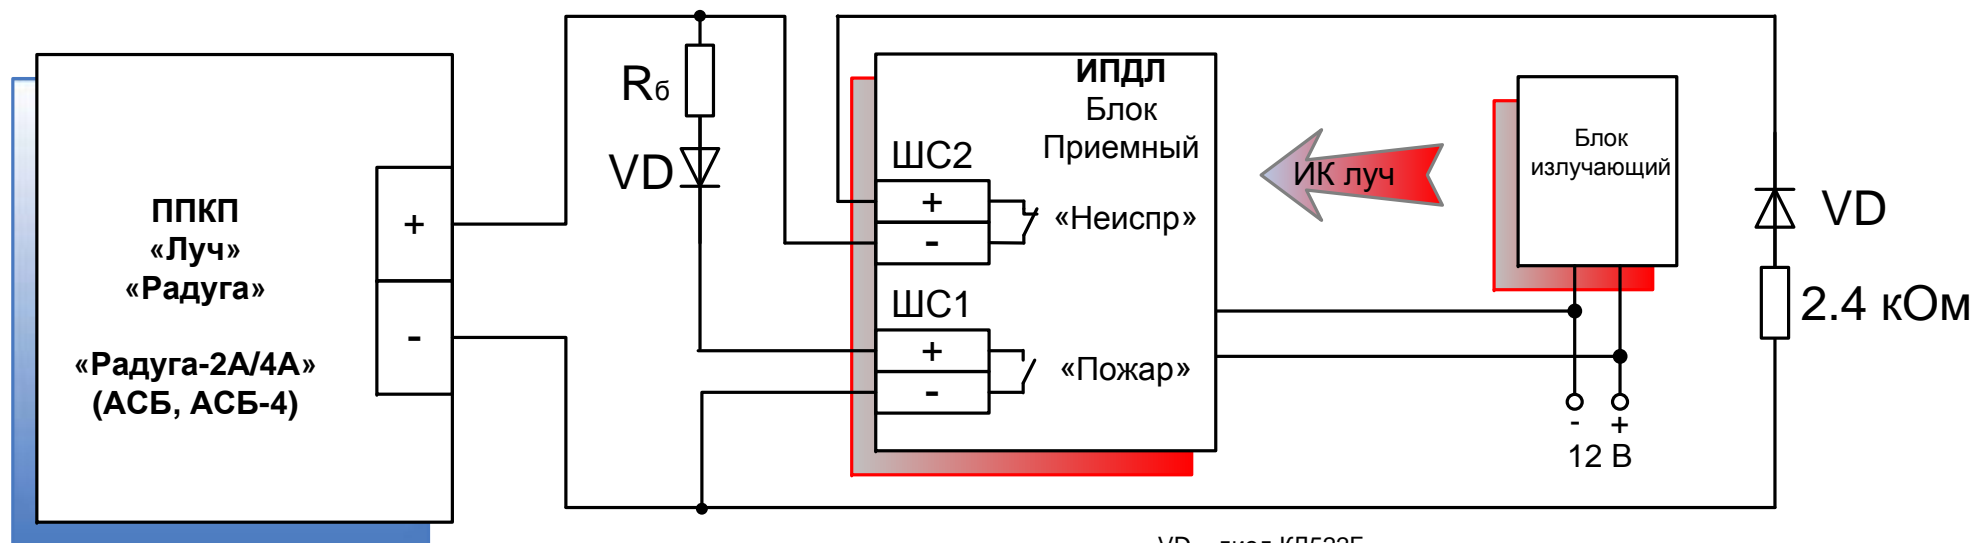 ППКП
«Луч»
«Радуга»
«Радуга-2А/4А»
(АСБ, АСБ-4)
+
-
Rб
VD
ИПДЛ
Блок
Приемный
ШС2
+
-
«Неиспр»
ШС1
+
-
«Пожар»
ИК луч
Блок
излучающий
- +
12 В
VD
2.4 кОм